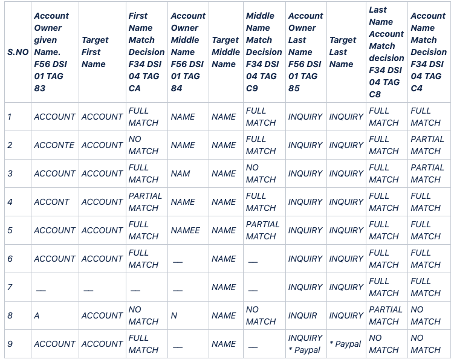 S.NO | Account Owner given Name. F56 DSI 01 TAG 83 | Target First Name | First Name Match Decision F34 DSI 04 TAG CA | Account Owner Middle Name F56 DSI 01 TAG 84 | Target Middle Name | Middle Name Match Decision F34 DSI 04 TAG C9 | Account Owner Last Name F56 DSI 01 TAG 85 | Target Last Name | Last Name Account Match decision F34 DSI 04 TAG C8 | Account Name Match Decision F34 DSI 04 TAG C4
1 | ACCOUNT | ACCOUNT | FULL MATCH | NAME | NAME | FULL MATCH | INQUIRY | INQUIRY | FULL MATCH | FULL MATCH
2 | ACCONTE | ACCOUNT | NO MATCH | NAME | NAME | FULL MATCH | INQUIRY | INQUIRY | FULL MATCH | PARTIAL MATCH
3 | ACCOUNT | ACCOUNT | FULL MATCH | NAM | NAME | NO MATCH | INQUIRY | INQUIRY | FULL MATCH | PARTIAL MATCH
4 | ACCONT | ACCOUNT | PARTIAL MATCH | NAME | NAME | FULL MATCH | INQUIRY | INQUIRY | FULL MATCH | FULL MATCH
5 | ACCOUNT | ACCOUNT | FULL MATCH | NAMEE | NAME | PARTIAL MATCH | INQUIRY | INQUIRY | FULL MATCH | FULL MATCH
6 | ACCOUNT | ACCOUNT | FULL MATCH | __ | NAME | __ | INQUIRY | INQUIRY | FULL MATCH | FULL MATCH
7 | __ | __ | __ | __ | NAME | __ | INQUIRY | INQUIRY | FULL MATCH | FULL MATCH
8 | A | ACCOUNT | NO MATCH | N | NAME | NO MATCH | INQUIR | INQUIRY | PARTIAL MATCH | NO MATCH
9 | ACCOUNT | ACCOUNT | FULL MATCH | __ | NAME | __ | INQUIRY * Paypal | * Paypal | NO MATCH | NO MATCH